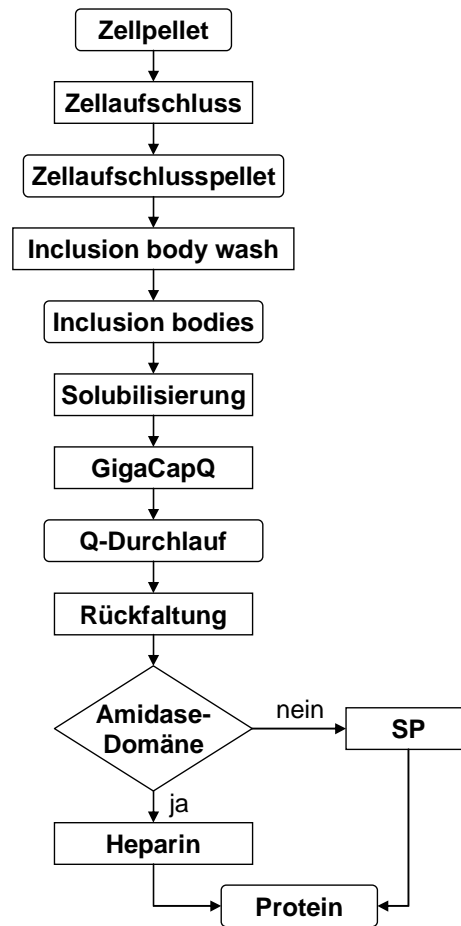 Zellpellet
Zellaufschluss
Zellaufschlusspellet
Inclusion body wash
Inclusion bodies
Solubilisierung
GigaCapQ
Q-Durchlauf
Rückfaltung
Amidase-
Domäne
nein
SP
ja
Heparin
Protein